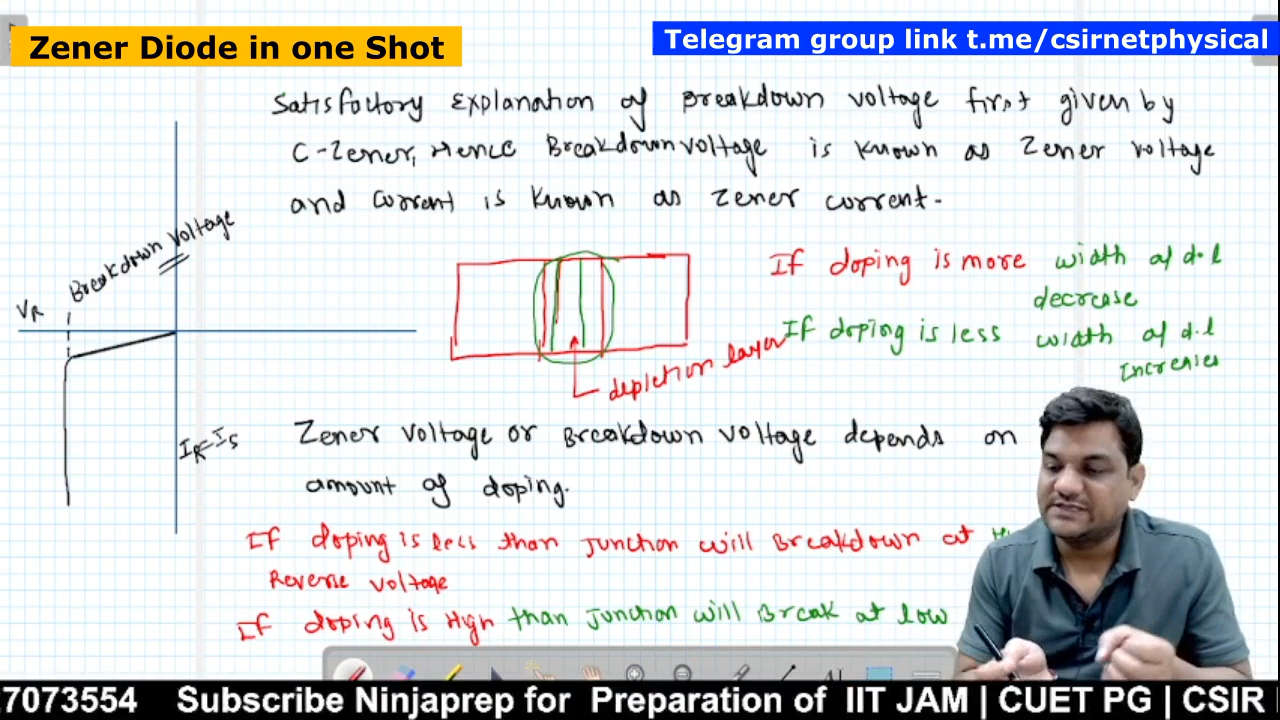 Zener Diode in one Shot
Telegram group link t.me/csirnetphysical
Satisfactory Explanation of Breakdown voltage first given by
C-Zener, Hence Breakdown voltage is known as Zener voltage
and current is known as Zener current.
Breakdown voltage
VR
IR=IS
depletion layer
If doping is more width of d.l
decrease
If doping is less width of d.l
Increases
Zener voltage or Breakdown voltage depends on
amount of doping.
If doping is less than Junction will Breakdown at
Reverse voltage
If doping is High than Junction will Break at low
7073554 Subscribe Ninjaprep for Preparation of IIT JAM | CUET PG | CSIR